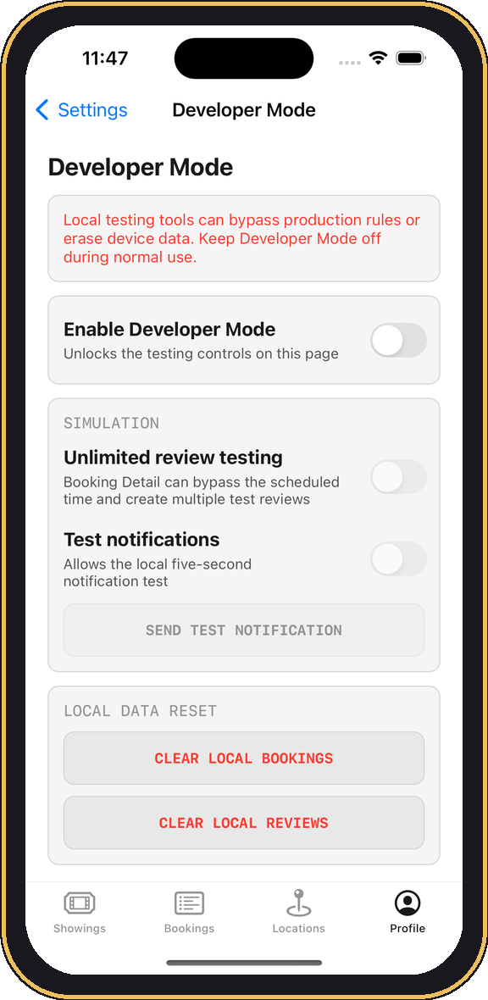 11:47
Settings
Developer Mode
Developer Mode
Local testing tools can bypass production rules or
erase device data. Keep Developer Mode off
during normal use.
Enable Developer Mode
Unlocks the testing controls on this page
SIMULATION
Unlimited review testing
Booking Detail can bypass the scheduled
time and create multiple test reviews
Test notifications
Allows the local five-second
notification test
SEND TEST NOTIFICATION
LOCAL DATA RESET
CLEAR LOCAL BOOKINGS
CLEAR LOCAL REVIEWS
Showings
Bookings
Locations
Profile